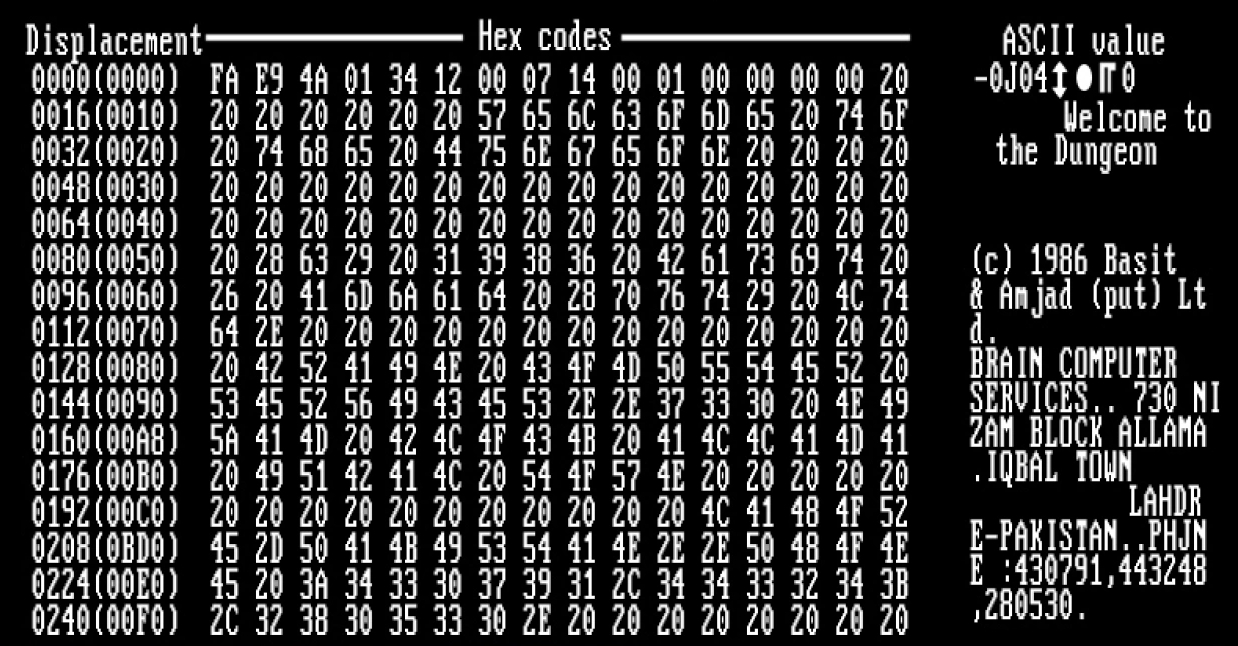 Displacement Hex codes ASCII value
0000(0000) FA E9 4A 01 34 12 00 07 14 00 01 00 00 00 00 20 -0J04↕●π0
0016(0010) 20 20 20 20 20 20 57 65 6C 63 6F 6D 65 20 74 6F Welcome to
0032(0020) 20 74 68 65 20 44 75 6E 67 65 6F 6E 20 20 20 20 the Dungeon
0048(0030) 20 20 20 20 20 20 20 20 20 20 20 20 20 20 20 20
0064(0040) 20 20 20 20 20 20 20 20 20 20 20 20 20 20 20 20
0080(0050) 20 28 63 29 20 31 39 38 36 20 42 61 73 69 74 20 (c) 1986 Basit
0096(0060) 26 20 41 6D 6A 61 64 20 28 70 76 74 29 20 4C 74 & Amjad (put) Lt
0112(0070) 64 2E 20 20 20 20 20 20 20 20 20 20 20 20 20 20 d.
0128(0080) 20 42 52 41 49 4E 20 43 4F 4D 50 55 54 45 52 20 BRAIN COMPUTER
0144(0090) 53 45 52 56 49 43 45 53 2E 2E 37 33 30 20 4E 49 SERVICES.. 730 NI
0160(00A8) 5A 41 4D 20 42 4C 4F 43 4B 20 41 4C 4C 41 4D 41 ZAM BLOCK ALLAMA
0176(00B0) 20 49 51 42 41 4C 20 54 4F 57 4E 20 20 20 20 20 .IQBAL TOWN
0192(00C0) 20 20 20 20 20 20 20 20 20 20 20 4C 41 48 4F 52 LAHDR
0208(0BD0) 45 2D 50 41 4B 49 53 54 41 4E 2E 2E 50 48 4F 4E E-PAKISTAN..PHJN
0224(00E0) 45 20 3A 34 33 30 37 39 31 2C 34 34 33 32 34 3B E :430791,443248
0240(00F0) 2C 32 38 30 35 33 30 2E 20 20 20 20 20 20 20 20 ,280530.